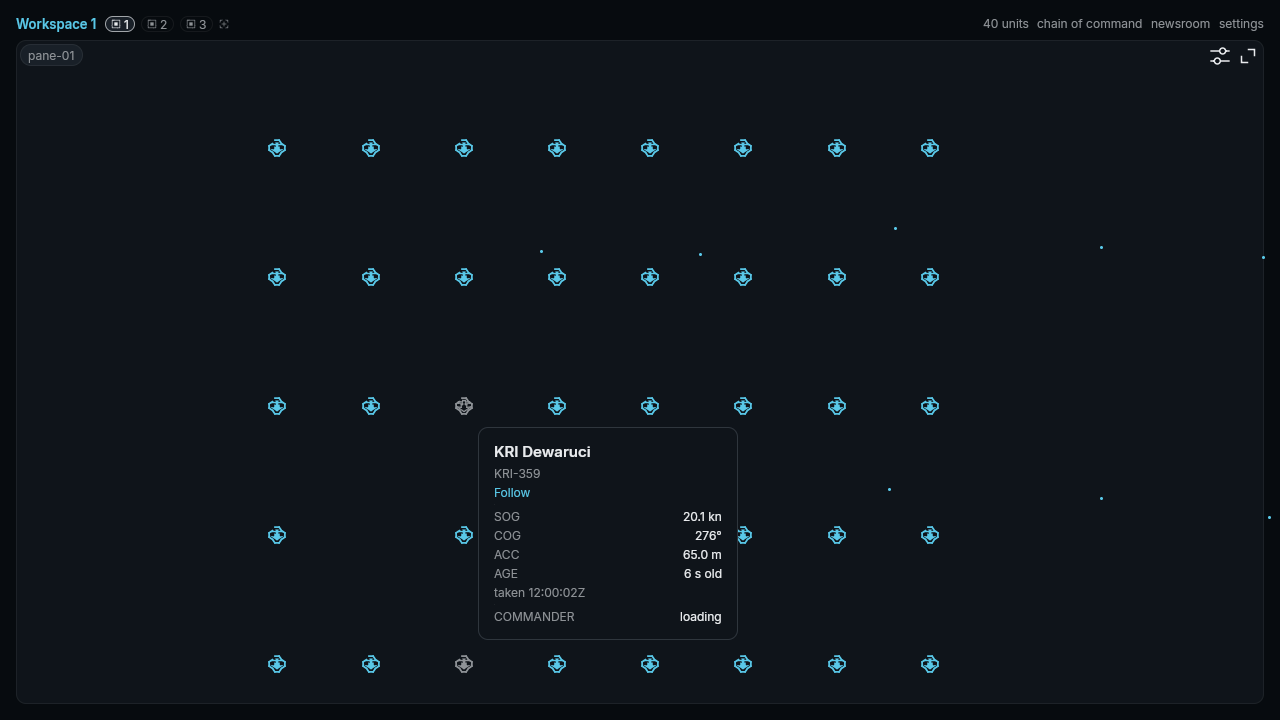 Workspace 1 1 2 3 40 units chain of command newsroom settings
pane-01
KRI Dewaruci
KRI-359
Follow
SOG 20.1 kn
COG 276°
ACC 65.0 m
AGE 6 s old
taken 12:00:02Z
COMMANDER loading